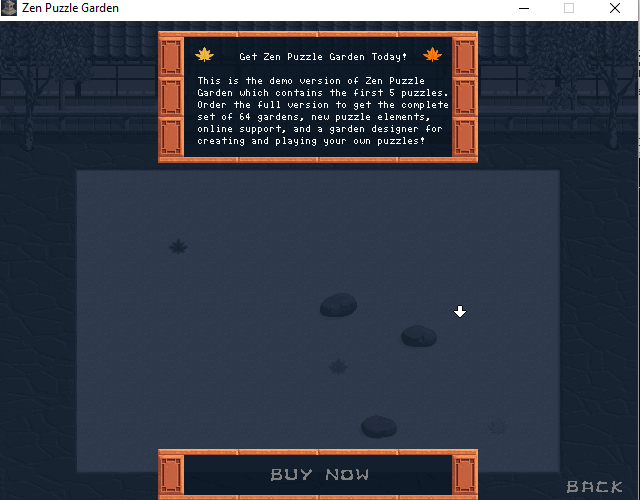 Zen Puzzle Garden
Get Zen Puzzle Garden Today!
This is the demo version of Zen Puzzle
Garden which contains the first 5 puzzles.
Order the full version to get the complete
set of 64 gardens, new puzzle elements,
online support, and a garden designer for
creating and playing your own puzzles!
BUY NOW
BACK